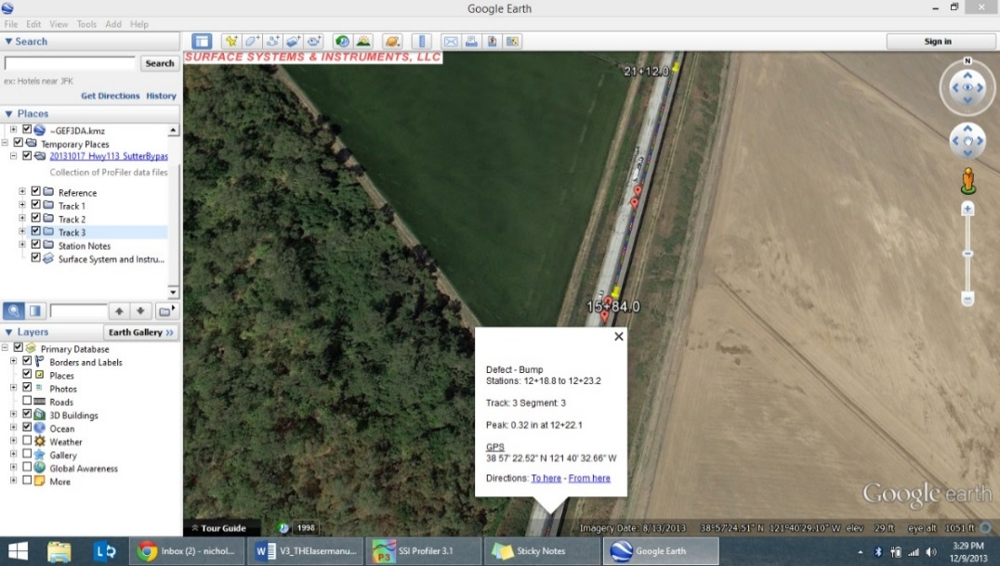 Google Earth
File Edit View Tools Add Help
Search
Sign in
Search
ex: Hotels near JFK
Get Directions History
Places
~GEF3DA.kmz
Temporary Places
20131017_Hwy113_SutterBypas
Collection of ProFiler data files
Reference
Track 1
Track 2
Track 3
Station Notes
Surface System and Instru...
Layers
Earth Gallery »
Primary Database
Borders and Labels
Places
Photos
Roads
3D Buildings
Ocean
Weather
Gallery
Global Awareness
More
SURFACE SYSTEMS & INSTRUMENTS, LLC
N
21+12.0
15+84.0
Defect - Bump
Stations: 12+18.8 to 12+23.2
Track: 3 Segment: 3
Peak: 0.32 in at 12+22.1
GPS
38 57' 22.52" N 121 40' 32.66" W
Directions: To here - From here
Google earth
Tour Guide
1998
Imagery Date: 8/13/2013 38°57'24.51" N 121°40'29.10" W elev 29 ft eye alt 1051 ft
Inbox (2) - nichol...
V3_THElasermanu...
P3
SSI Profiler 3.1
Sticky Notes
Google Earth
3:29 PM
12/9/2013